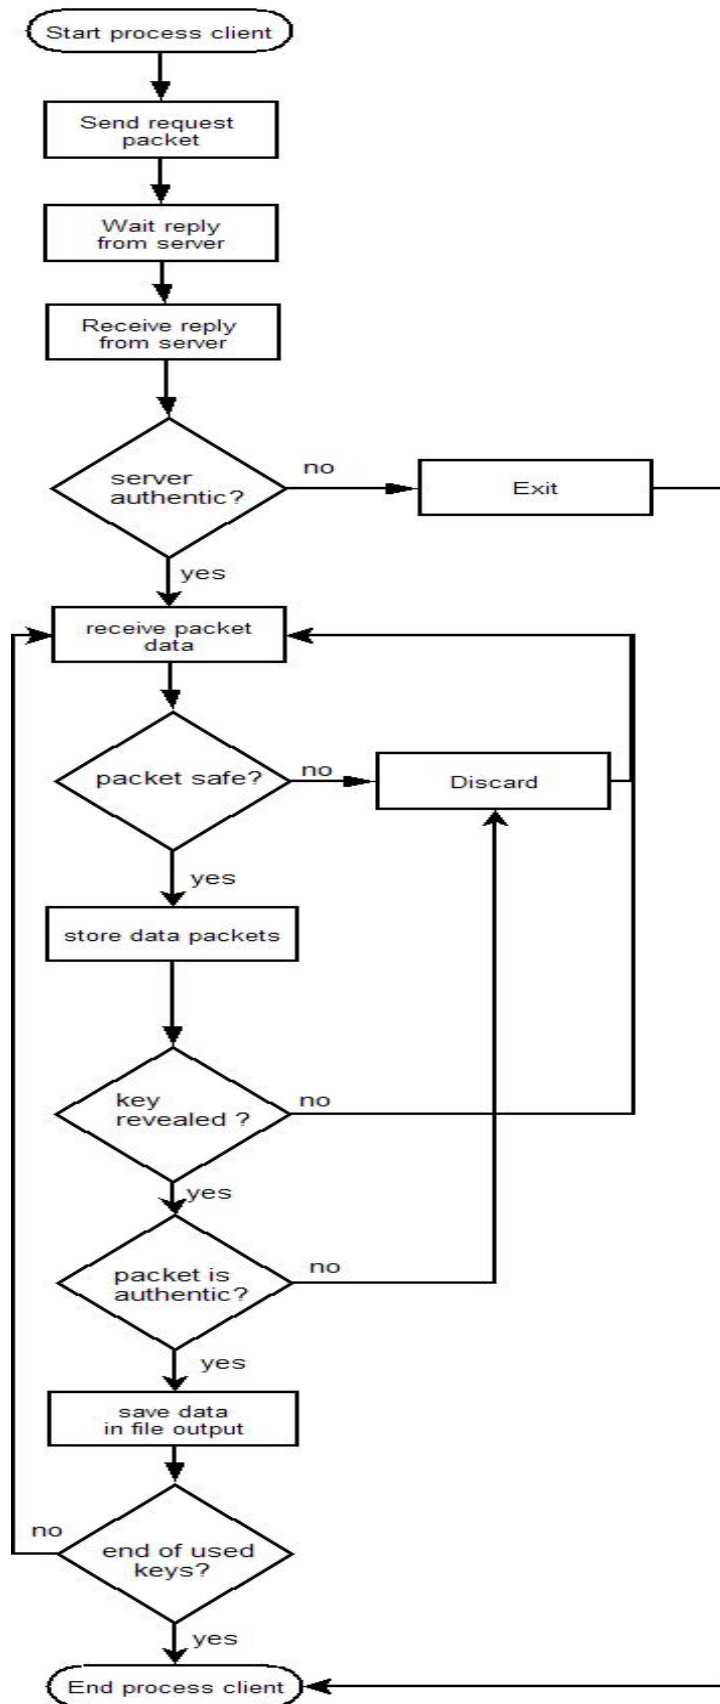 Start process client
Send request
packet
Wait reply
from server
Receive reply
from server
server
authentic?
no
Exit
yes
receive packet
data
packet safe?
no
Discard
yes
store data packets
key
revealed ?
no
yes
packet is
authentic?
no
yes
save data
in file output
no
end of used
keys?
yes
End process client